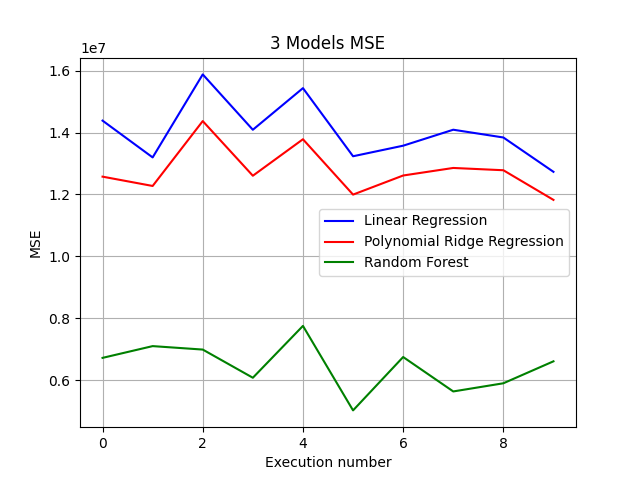 3 Models MSE
1e7
1.6
1.4
1.2
1.0
0.8
0.6
MSE
Linear Regression
Polynomial Ridge Regression
Random Forest
0 2 4 6 8
Execution number